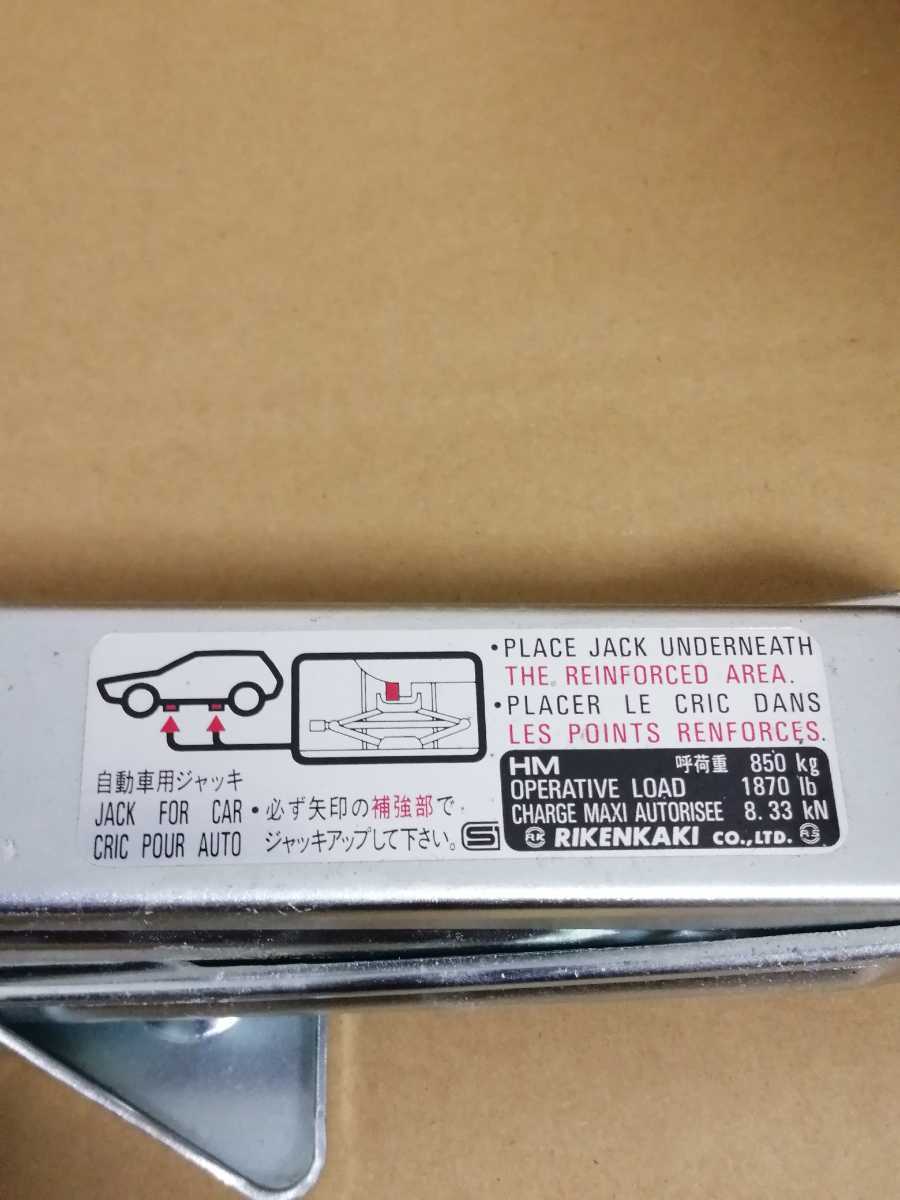 ・PLACE JACK UNDERNEATH
THE REINFORCED AREA.
・PLACER LE CRIC DANS
LES POINTS RENFORCES.
自動車用ジャッキ
JACK FOR CAR
CRIC POUR AUTO
・必ず矢印の補強部で
ジャッキアップして下さい。
HM 呼荷重 850 kg
OPERATIVE LOAD 1870 lb
CHARGE MAXI AUTORISEE 8.33 kN
RIKENKAKI CO.,LTD.